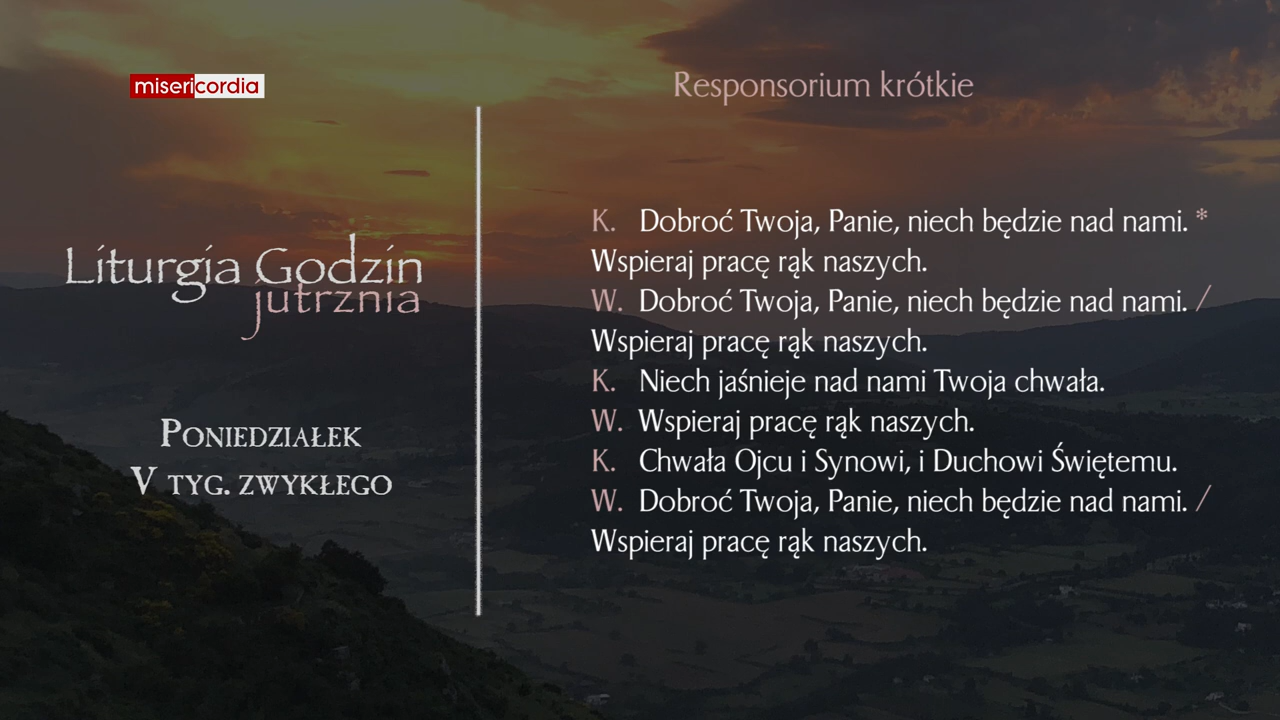 misericordia
Responsorium krótkie
Liturgia Godzin
jutrznia
Poniedziałek
V tyg. zwykłego
K. Dobroć Twoja, Panie, niech będzie nad nami. *
Wspieraj pracę rąk naszych.
W. Dobroć Twoja, Panie, niech będzie nad nami. /
Wspieraj pracę rąk naszych.
K. Niech jaśnieje nad nami Twoja chwała.
W. Wspieraj pracę rąk naszych.
K. Chwała Ojcu i Synowi, i Duchowi Świętemu.
W. Dobroć Twoja, Panie, niech będzie nad nami. /
Wspieraj pracę rąk naszych.